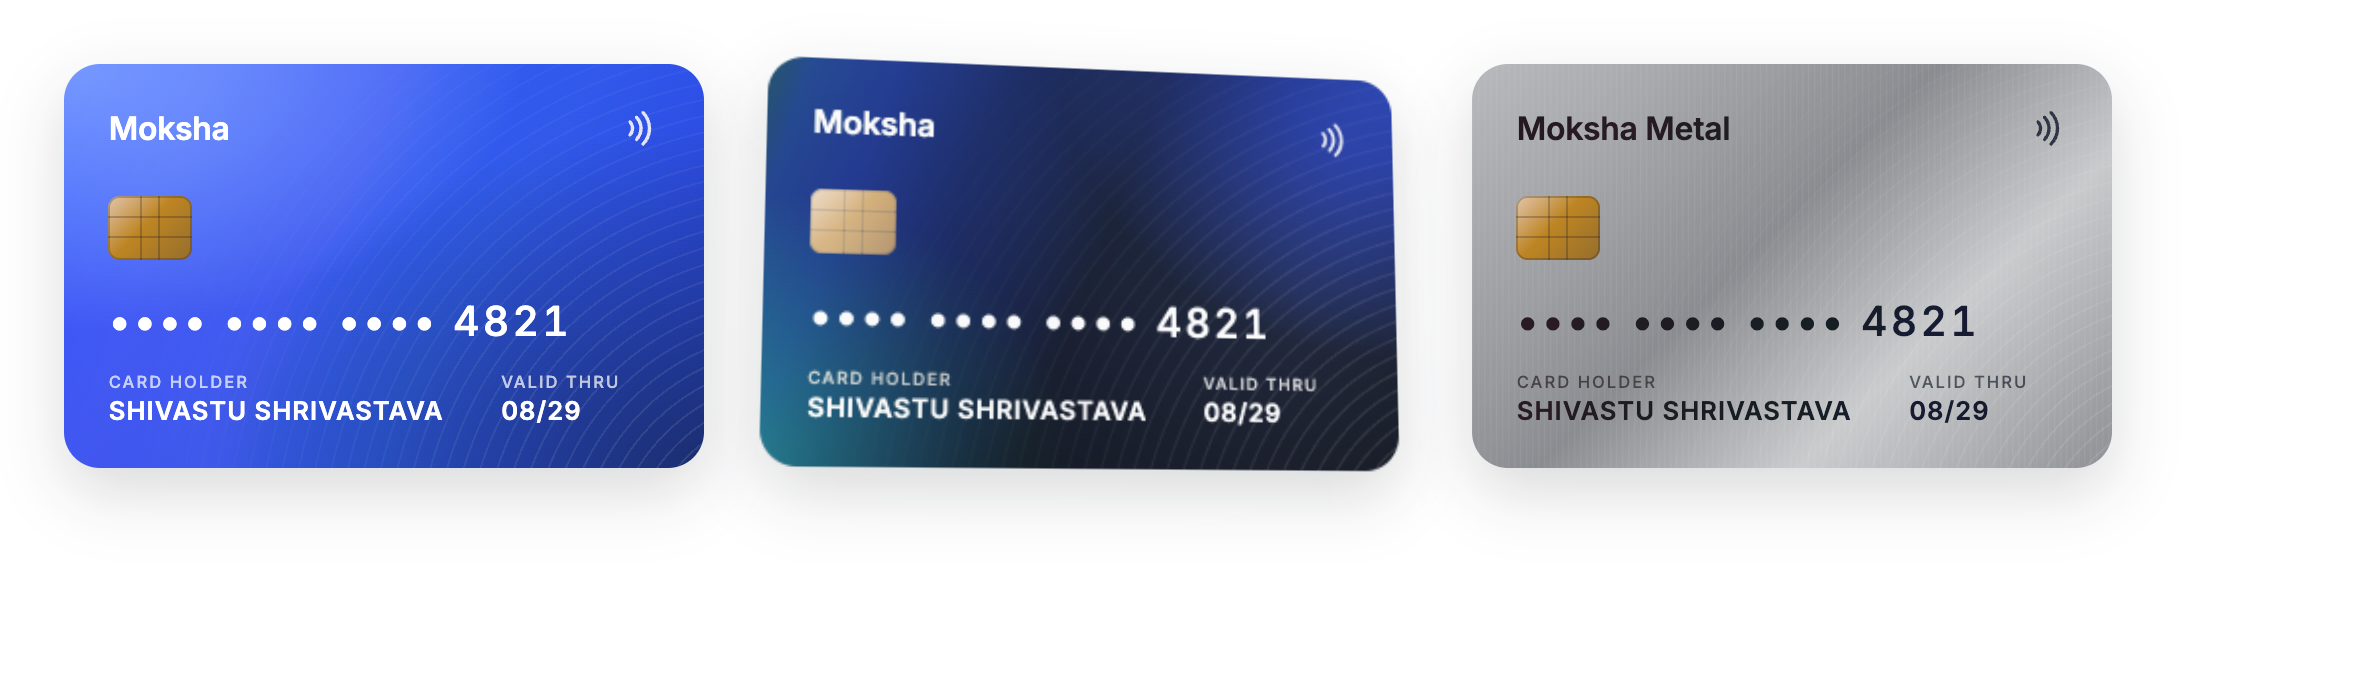 Moksha
•••• •••• •••• 4821
CARD HOLDER
SHIVASTU SHRIVASTAVA
VALID THRU
08/29
Moksha
•••• •••• •••• 4821
CARD HOLDER
SHIVASTU SHRIVASTAVA
VALID THRU
08/29
Moksha Metal
•••• •••• •••• 4821
CARD HOLDER
SHIVASTU SHRIVASTAVA
VALID THRU
08/29